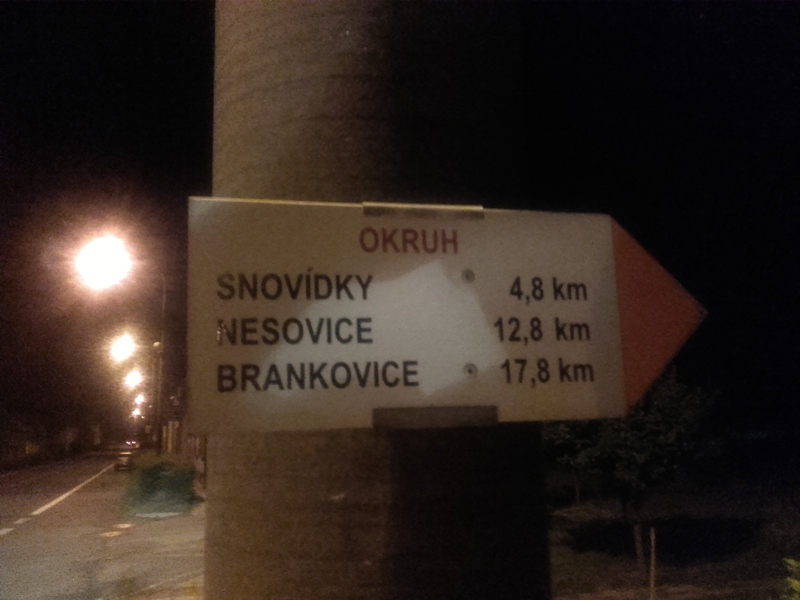 OKRUH
SNOVÍDKY 4,8 km
NESOVICE 12,8 km
BRANKOVICE 17,8 km